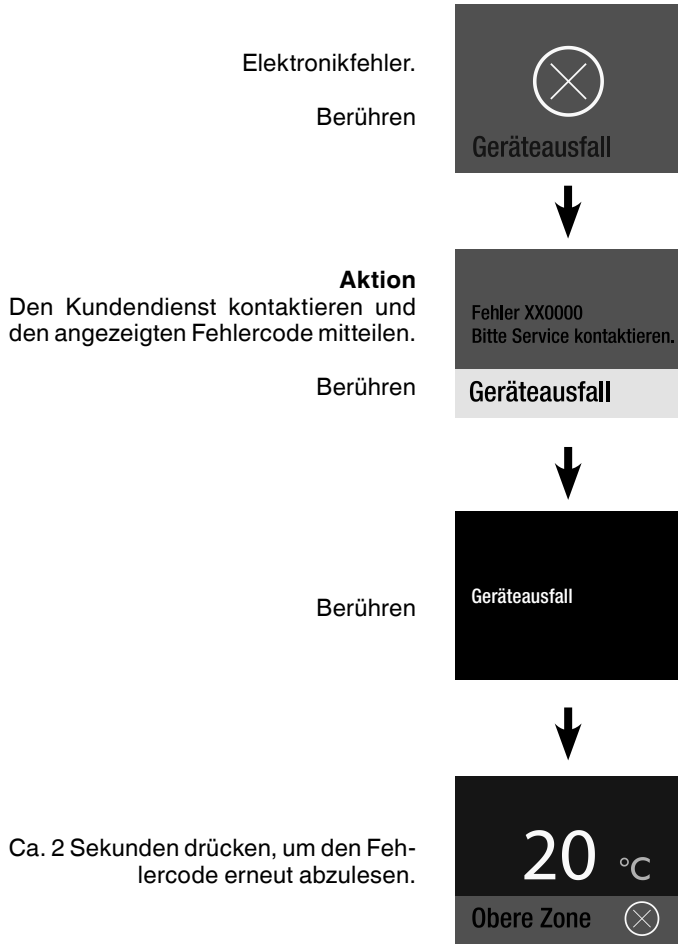 Elektronikfehler.
Berühren
Geräteausfall
Aktion
Den Kundendienst kontaktieren und
den angezeigten Fehlercode mitteilen.
Berühren
Fehler XX0000
Bitte Service kontaktieren.
Geräteausfall
Berühren
Geräteausfall
Ca. 2 Sekunden drücken, um den Feh-
lercode erneut abzulesen.
20 °C
Obere Zone